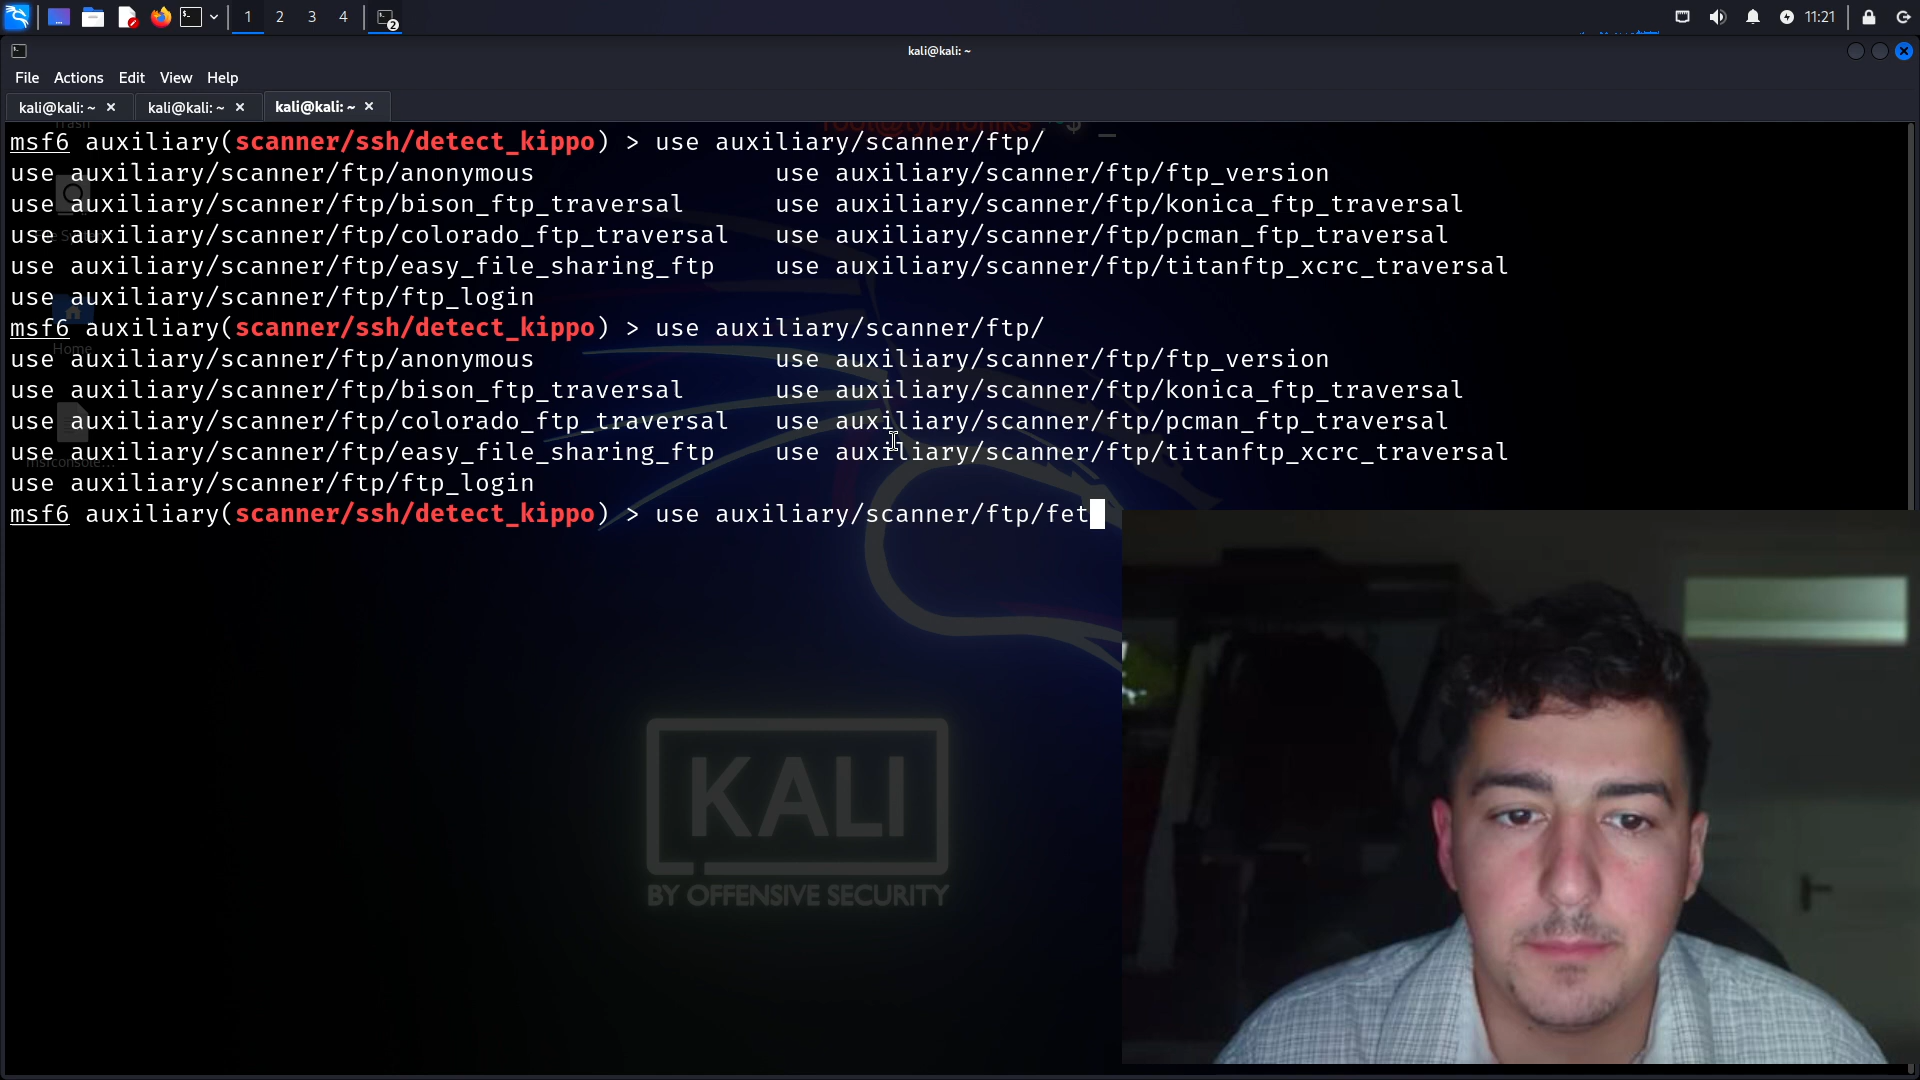 1 2 3 4 2 11:21
kali@kali: ~
File Actions Edit View Help
kali@kali: ~ × kali@kali: ~ × kali@kali: ~ ×
Trash
msf6 auxiliary(scanner/ssh/detect_kippo) > use auxiliary/scanner/ftp/
use auxiliary/scanner/ftp/anonymous use auxiliary/scanner/ftp/ftp_version
use auxiliary/scanner/ftp/bison_ftp_traversal use auxiliary/scanner/ftp/konica_ftp_traversal
use auxiliary/scanner/ftp/colorado_ftp_traversal use auxiliary/scanner/ftp/pcman_ftp_traversal
use auxiliary/scanner/ftp/easy_file_sharing_ftp use auxiliary/scanner/ftp/titanftp_xcrc_traversal
use auxiliary/scanner/ftp/ftp_login
msf6 auxiliary(scanner/ssh/detect_kippo) > use auxiliary/scanner/ftp/
Home
use auxiliary/scanner/ftp/anonymous use auxiliary/scanner/ftp/ftp_version
use auxiliary/scanner/ftp/bison_ftp_traversal use auxiliary/scanner/ftp/konica_ftp_traversal
use auxiliary/scanner/ftp/colorado_ftp_traversal use auxiliary/scanner/ftp/pcman_ftp_traversal
use auxiliary/scanner/ftp/easy_file_sharing_ftp use auxiliary/scanner/ftp/titanftp_xcrc_traversal
msfconsole...
use auxiliary/scanner/ftp/ftp_login
msf6 auxiliary(scanner/ssh/detect_kippo) > use auxiliary/scanner/ftp/fet
KALI
BY OFFENSIVE SECURITY